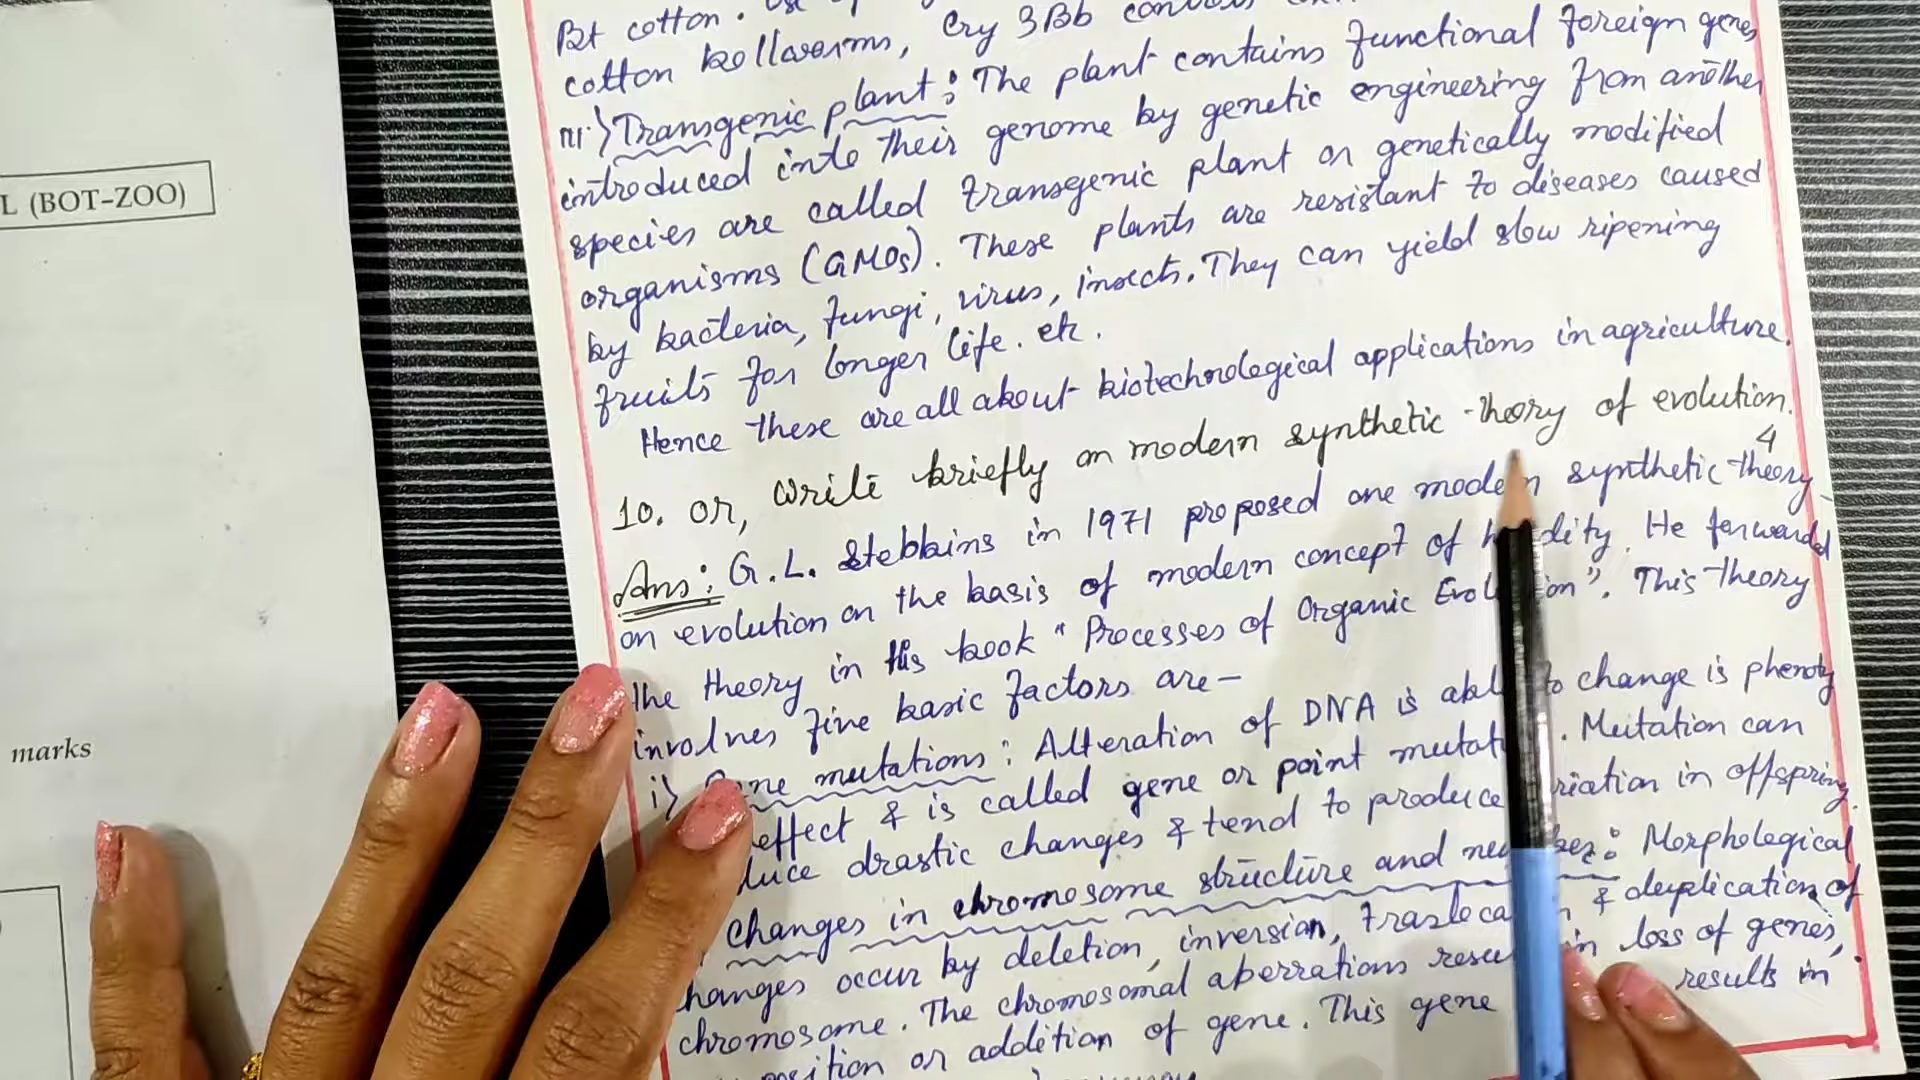 L (BOT-ZOO)
marks
Bt cotton.
cotton bollworms, Cry 3Bb
III.) Transgenic plant: The plant contains functional foreign genes
introduced into their genome by genetic engineering from another
species are called transgenic plant or genetically modified
organisms (GMOs). These plants are resistant to diseases caused
by bacteria, fungi, virus, insects. They can yield slow ripening
fruits for longer life. etc.
Hence these are all about biotechnological applications in agriculture.
10. or, Write briefly on modern synthetic theory of evolution.
4
Ans: G.L. Stebbins in 1971 proposed one modern synthetic theory
on evolution on the basis of modern concept of He forwarded
the theory in his book "Processes of Organic This theory
involves five basic factors are-
i) mutations: Alteration of DNA is to change is phenoty
effect & is called gene or point Mutation can
drastic changes & tend to produce in offspring.
changes in chromosome structure and Morphological
occur by deletion, inversion, & duplication of
chromosome. The chromosomal aberrations in loss of genes,
or addition of gene. This gene results in